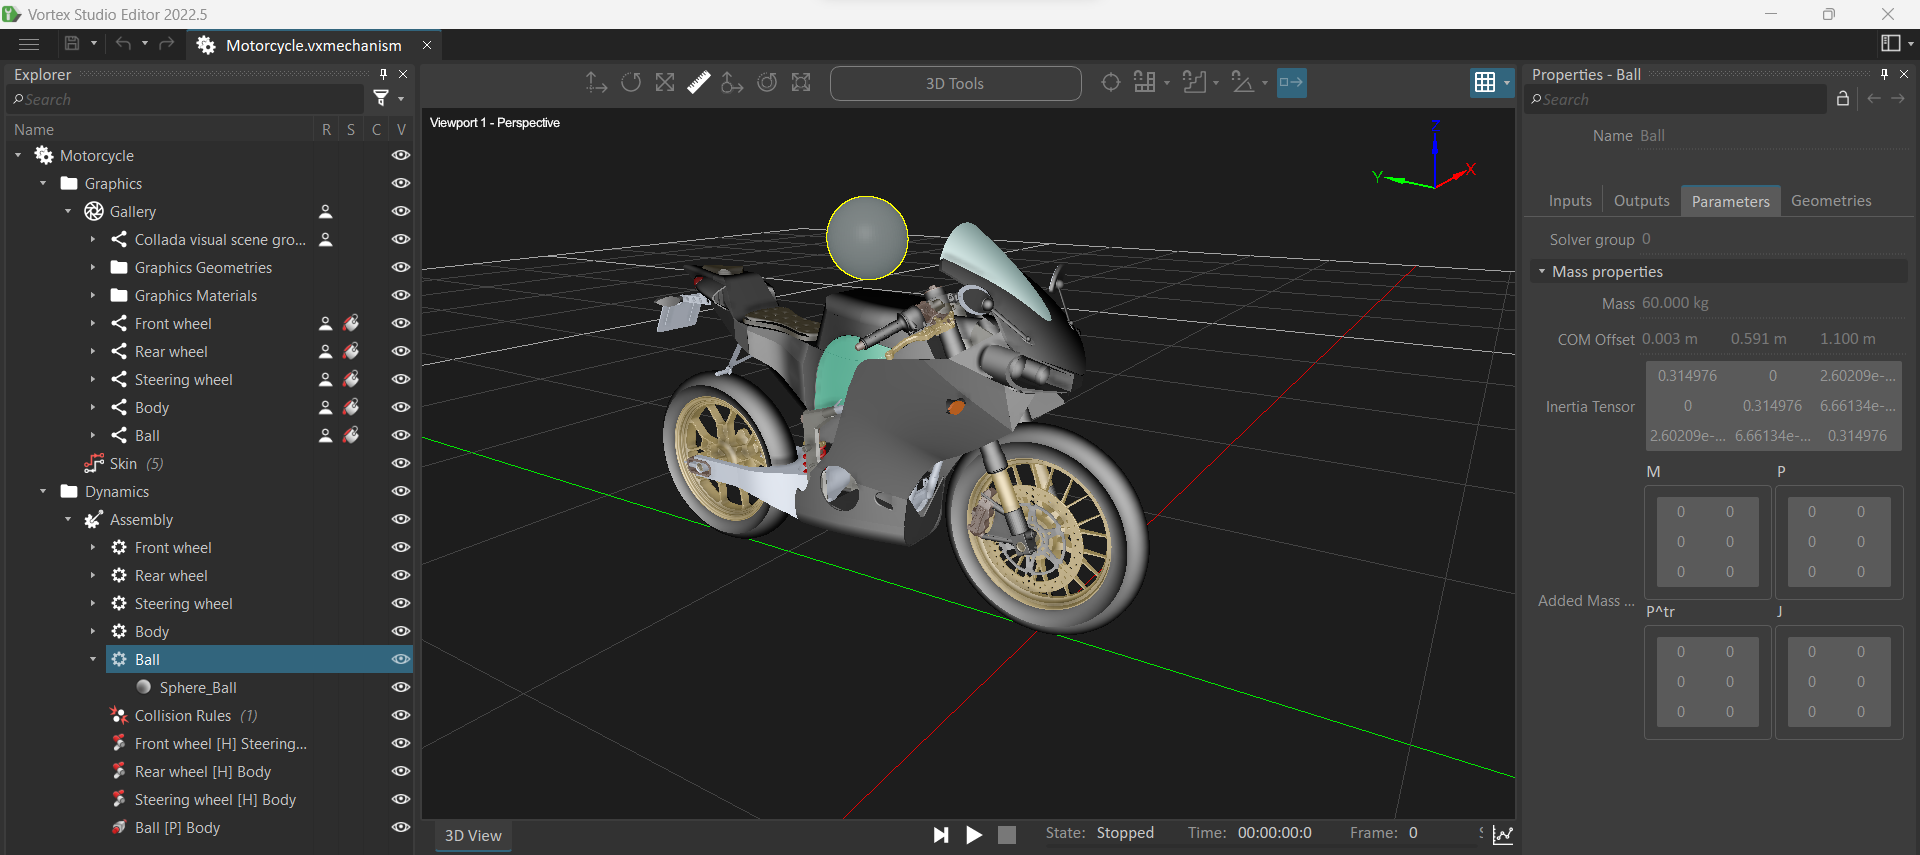 Vortex Studio Editor 2022.5
Motorcycle.vxmechanism
Explorer
Search
Name R S C V
Motorcycle
Graphics
Gallery
Collada visual scene gro...
Graphics Geometries
Graphics Materials
Front wheel
Rear wheel
Steering wheel
Body
Ball
Skin (5)
Dynamics
Assembly
Front wheel
Rear wheel
Steering wheel
Body
Ball
Sphere_Ball
Collision Rules (1)
Front wheel [H] Steering...
Rear wheel [H] Body
Steering wheel [H] Body
Ball [P] Body
3D Tools
Viewport 1 - Perspective
Z
Y
X
3D View
State: Stopped Time: 00:00:00:0 Frame: 0
Properties - Ball
Search
Name Ball
Inputs Outputs Parameters Geometries
Solver group 0
Mass properties
Mass 60.000 kg
COM Offset 0.003 m 0.591 m 1.100 m
Inertia Tensor
0.314976 0 2.60209e-...
0 0.314976 6.66134e-...
2.60209e-... 6.66134e-... 0.314976
Added Mass ...
M P
0 0 0 0
0 0 0 0
0 0 0 0
P^tr J
0 0 0 0
0 0 0 0
0 0 0 0